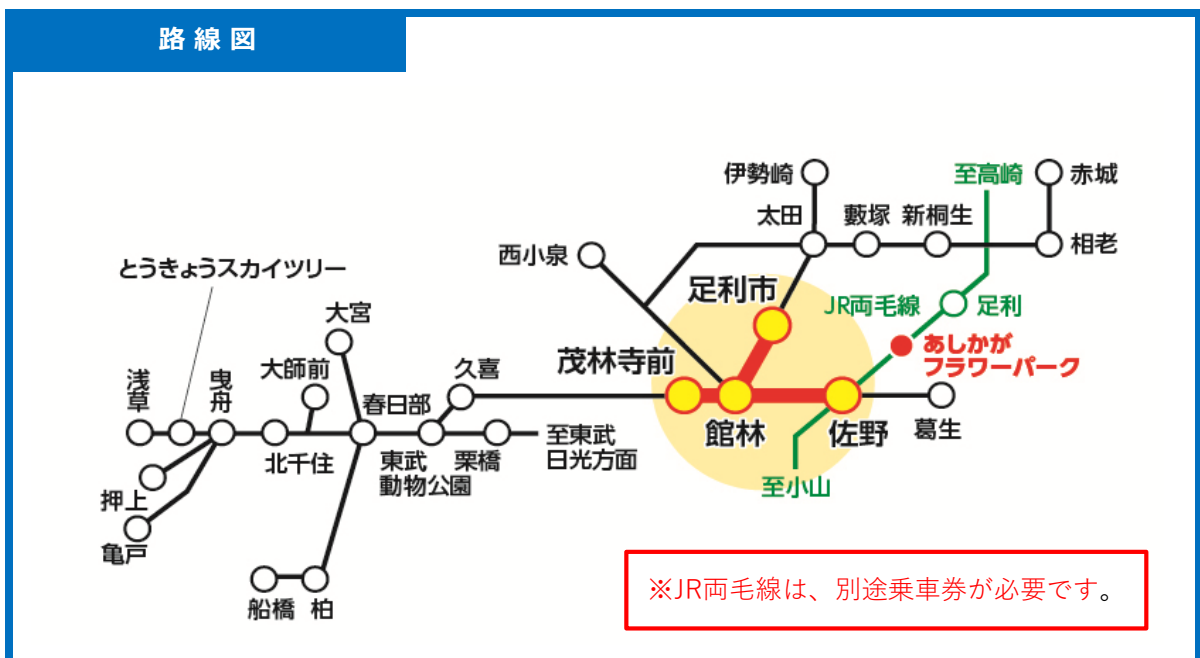 路線図
伊勢崎
至高崎
赤城
太田
藪塚
新桐生
相老
西小泉
とうきょうスカイツリー
足利市
JR両毛線
足利
大宮
あしかが
フラワーパーク
茂林寺前
浅草
曳舟
大師前
春日部
久喜
館林
佐野
葛生
北千住
東武
動物公園
栗橋
至東武
日光方面
押上
至小山
亀戸
船橋
柏
※JR両毛線は、別途乗車券が必要です。